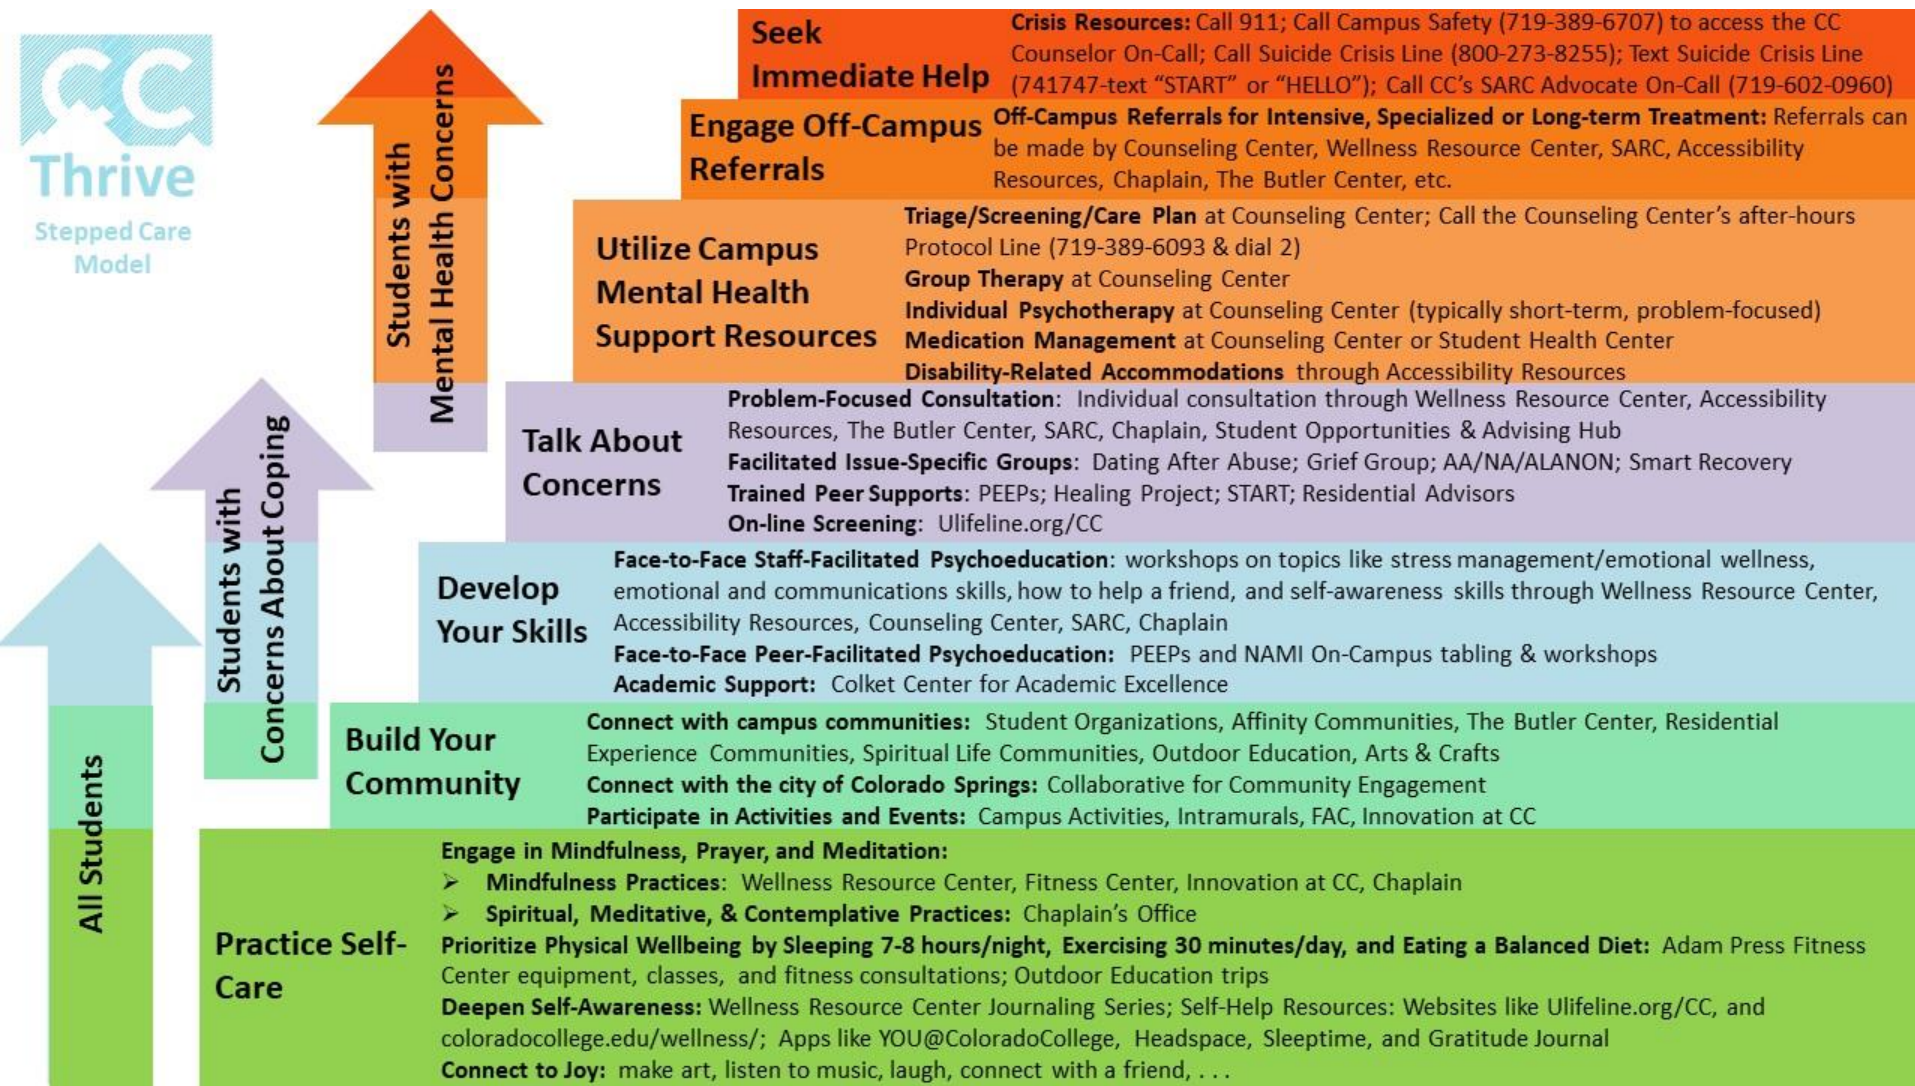 CC
Thrive
Stepped Care
Model
Students with
Mental Health Concerns
Students with
Concerns About Coping
All Students
Seek
Immediate Help
Crisis Resources: Call 911; Call Campus Safety (719-389-6707) to access the CC
Counselor On-Call; Call Suicide Crisis Line (800-273-8255); Text Suicide Crisis Line
(741747-text “START” or “HELLO”); Call CC’s SARC Advocate On-Call (719-602-0960)
Engage Off-Campus
Referrals
Off-Campus Referrals for Intensive, Specialized or Long-term Treatment: Referrals can
be made by Counseling Center, Wellness Resource Center, SARC, Accessibility
Resources, Chaplain, The Butler Center, etc.
Utilize Campus
Mental Health
Support Resources
Triage/Screening/Care Plan at Counseling Center; Call the Counseling Center’s after-hours
Protocol Line (719-389-6093 & dial 2)
Group Therapy at Counseling Center
Individual Psychotherapy at Counseling Center (typically short-term, problem-focused)
Medication Management at Counseling Center or Student Health Center
Disability-Related Accommodations through Accessibility Resources
Talk About
Concerns
Problem-Focused Consultation: Individual consultation through Wellness Resource Center, Accessibility
Resources, The Butler Center, SARC, Chaplain, Student Opportunities & Advising Hub
Facilitated Issue-Specific Groups: Dating After Abuse; Grief Group; AA/NA/ALANON; Smart Recovery
Trained Peer Supports: PEEPs; Healing Project; START; Residential Advisors
On-line Screening: Ulifeline.org/CC
Develop
Your Skills
Face-to-Face Staff-Facilitated Psychoeducation: workshops on topics like stress management/emotional wellness,
emotional and communications skills, how to help a friend, and self-awareness skills through Wellness Resource Center,
Accessibility Resources, Counseling Center, SARC, Chaplain
Face-to-Face Peer-Facilitated Psychoeducation: PEEPs and NAMI On-Campus tabling & workshops
Academic Support: Colket Center for Academic Excellence
Build Your
Community
Connect with campus communities: Student Organizations, Affinity Communities, The Butler Center, Residential
Experience Communities, Spiritual Life Communities, Outdoor Education, Arts & Crafts
Connect with the city of Colorado Springs: Collaborative for Community Engagement
Participate in Activities and Events: Campus Activities, Intramurals, FAC, Innovation at CC
Practice Self-
Care
Engage in Mindfulness, Prayer, and Meditation:
➢ Mindfulness Practices: Wellness Resource Center, Fitness Center, Innovation at CC, Chaplain
➢ Spiritual, Meditative, & Contemplative Practices: Chaplain’s Office
Prioritize Physical Wellbeing by Sleeping 7-8 hours/night, Exercising 30 minutes/day, and Eating a Balanced Diet: Adam Press Fitness
Center equipment, classes, and fitness consultations; Outdoor Education trips
Deepen Self-Awareness: Wellness Resource Center Journaling Series; Self-Help Resources: Websites like Ulifeline.org/CC, and
coloradocollege.edu/wellness/; Apps like YOU@ColoradoCollege, Headspace, Sleeptime, and Gratitude Journal
Connect to Joy: make art, listen to music, laugh, connect with a friend, . . .